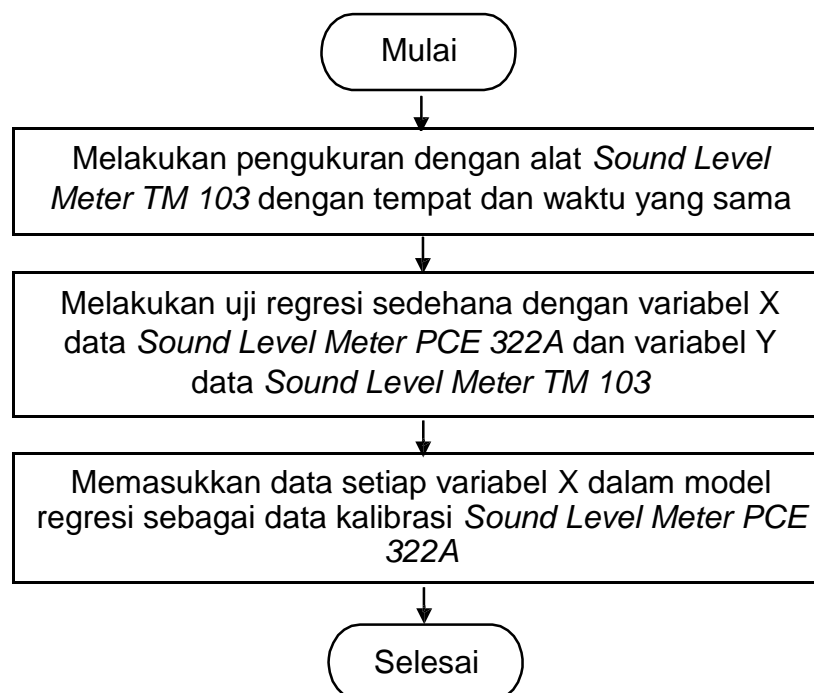 Mulai
Melakukan pengukuran dengan alat Sound Level
Meter TM 103 dengan tempat dan waktu yang sama
Melakukan uji regresi sedehana dengan variabel X
data Sound Level Meter PCE 322A dan variabel Y
data Sound Level Meter TM 103
Memasukkan data setiap variabel X dalam model
regresi sebagai data kalibrasi Sound Level Meter PCE
322A
Selesai